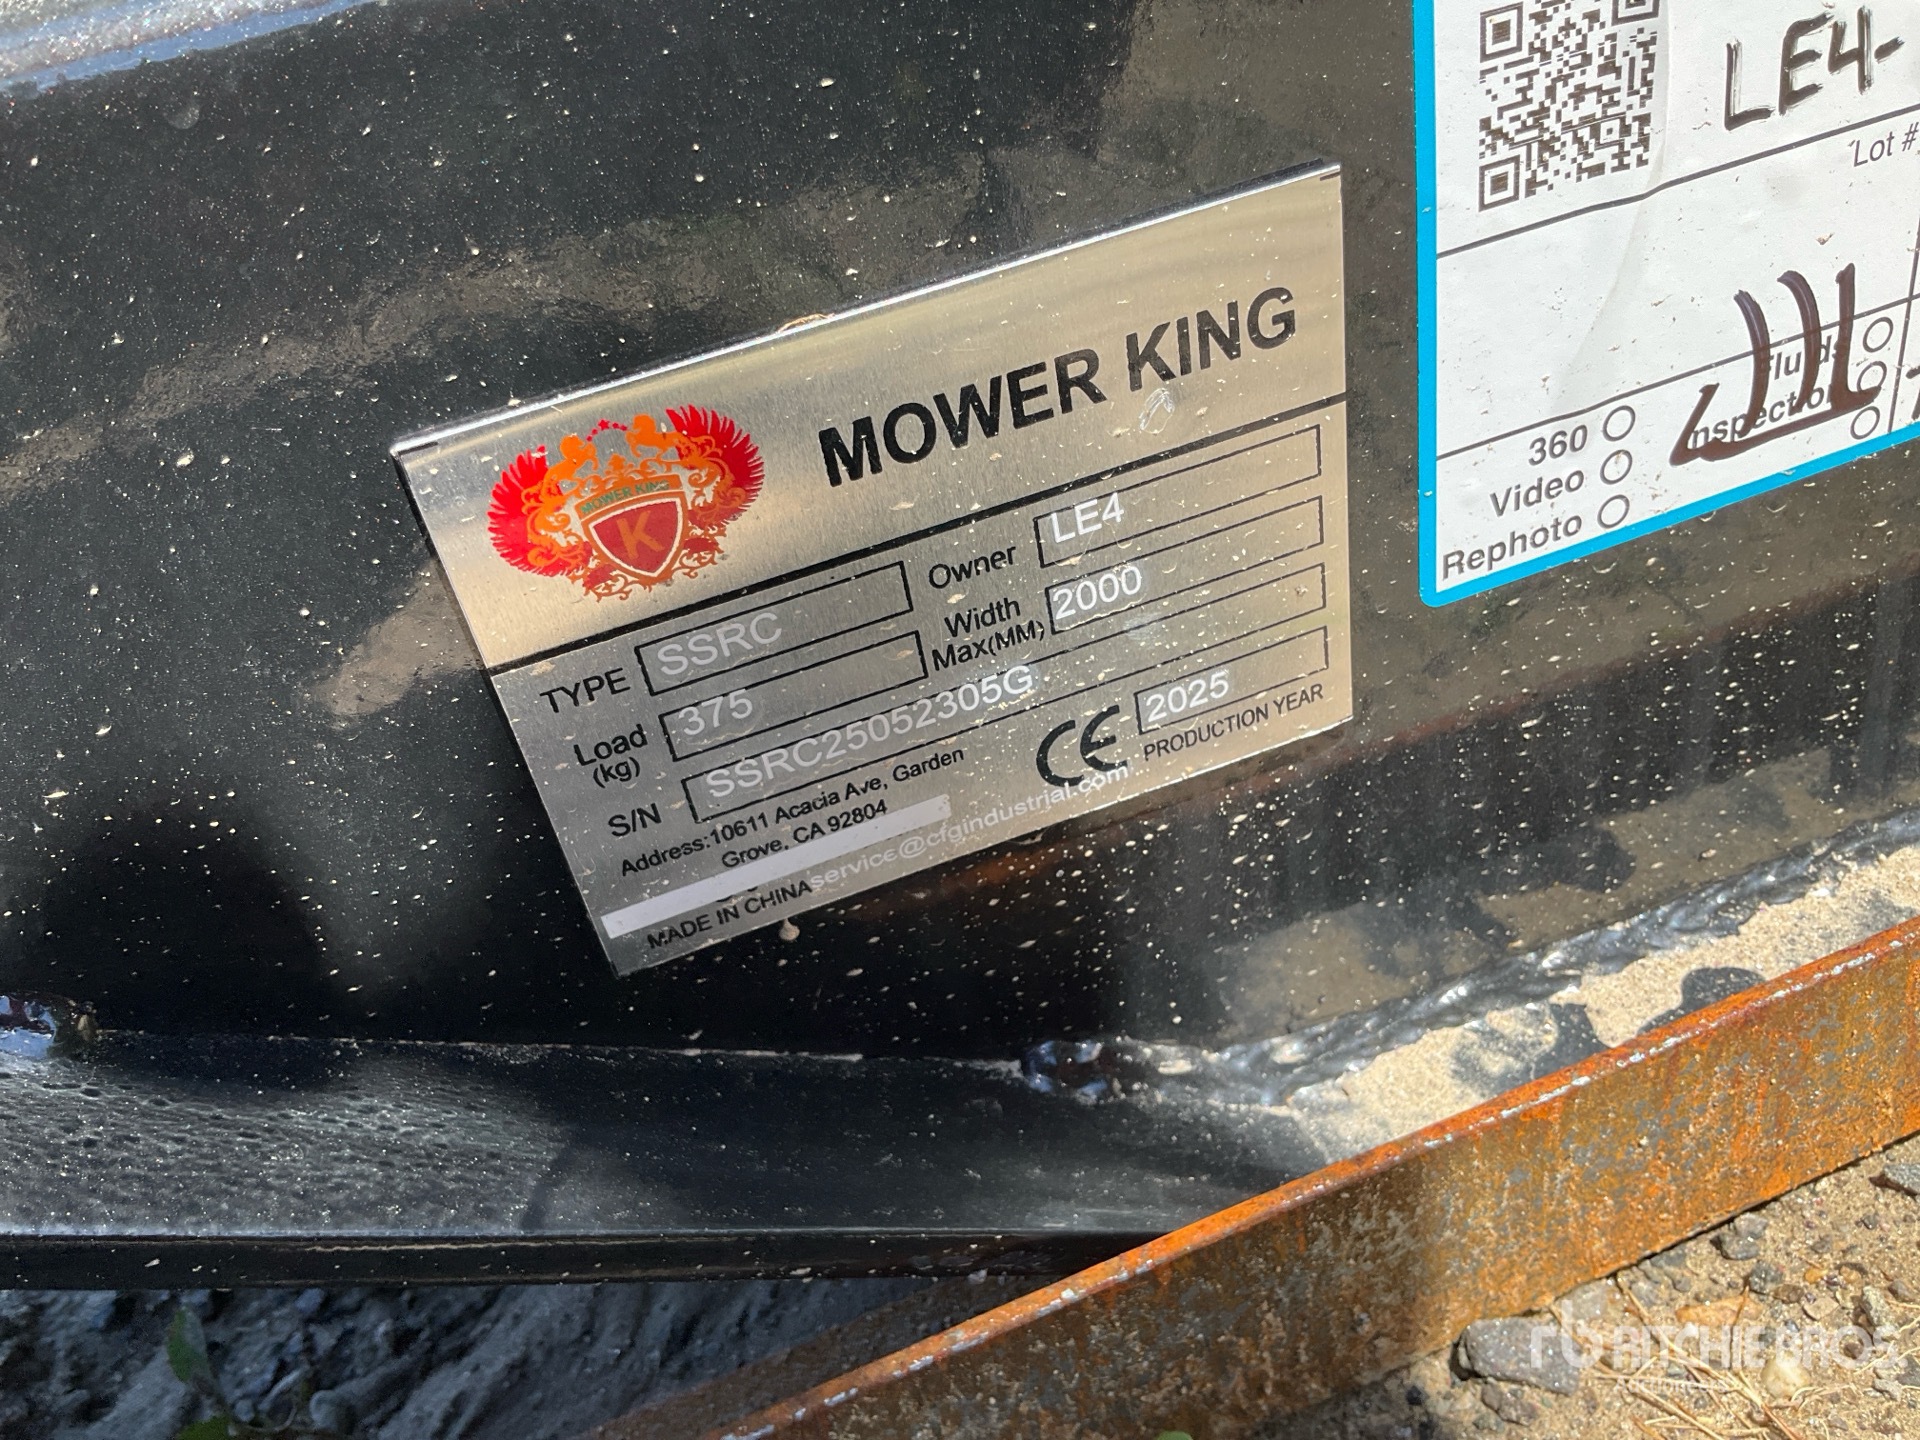 LE4-
Lot #
Fluids
Inspection
360
Video
Rephoto
MOWER KING
MOWER KING
K
TYPE SSRC Owner LE4
Load (kg) 375 Width Max(MM) 2000
S/N SSRC25052305G
Address:10611 Acacia Ave, Garden
Grove, CA 92804
CE 2025
PRODUCTION YEAR
MADE IN CHINA service@cfgindustrial.com
rb RITCHIE BROS